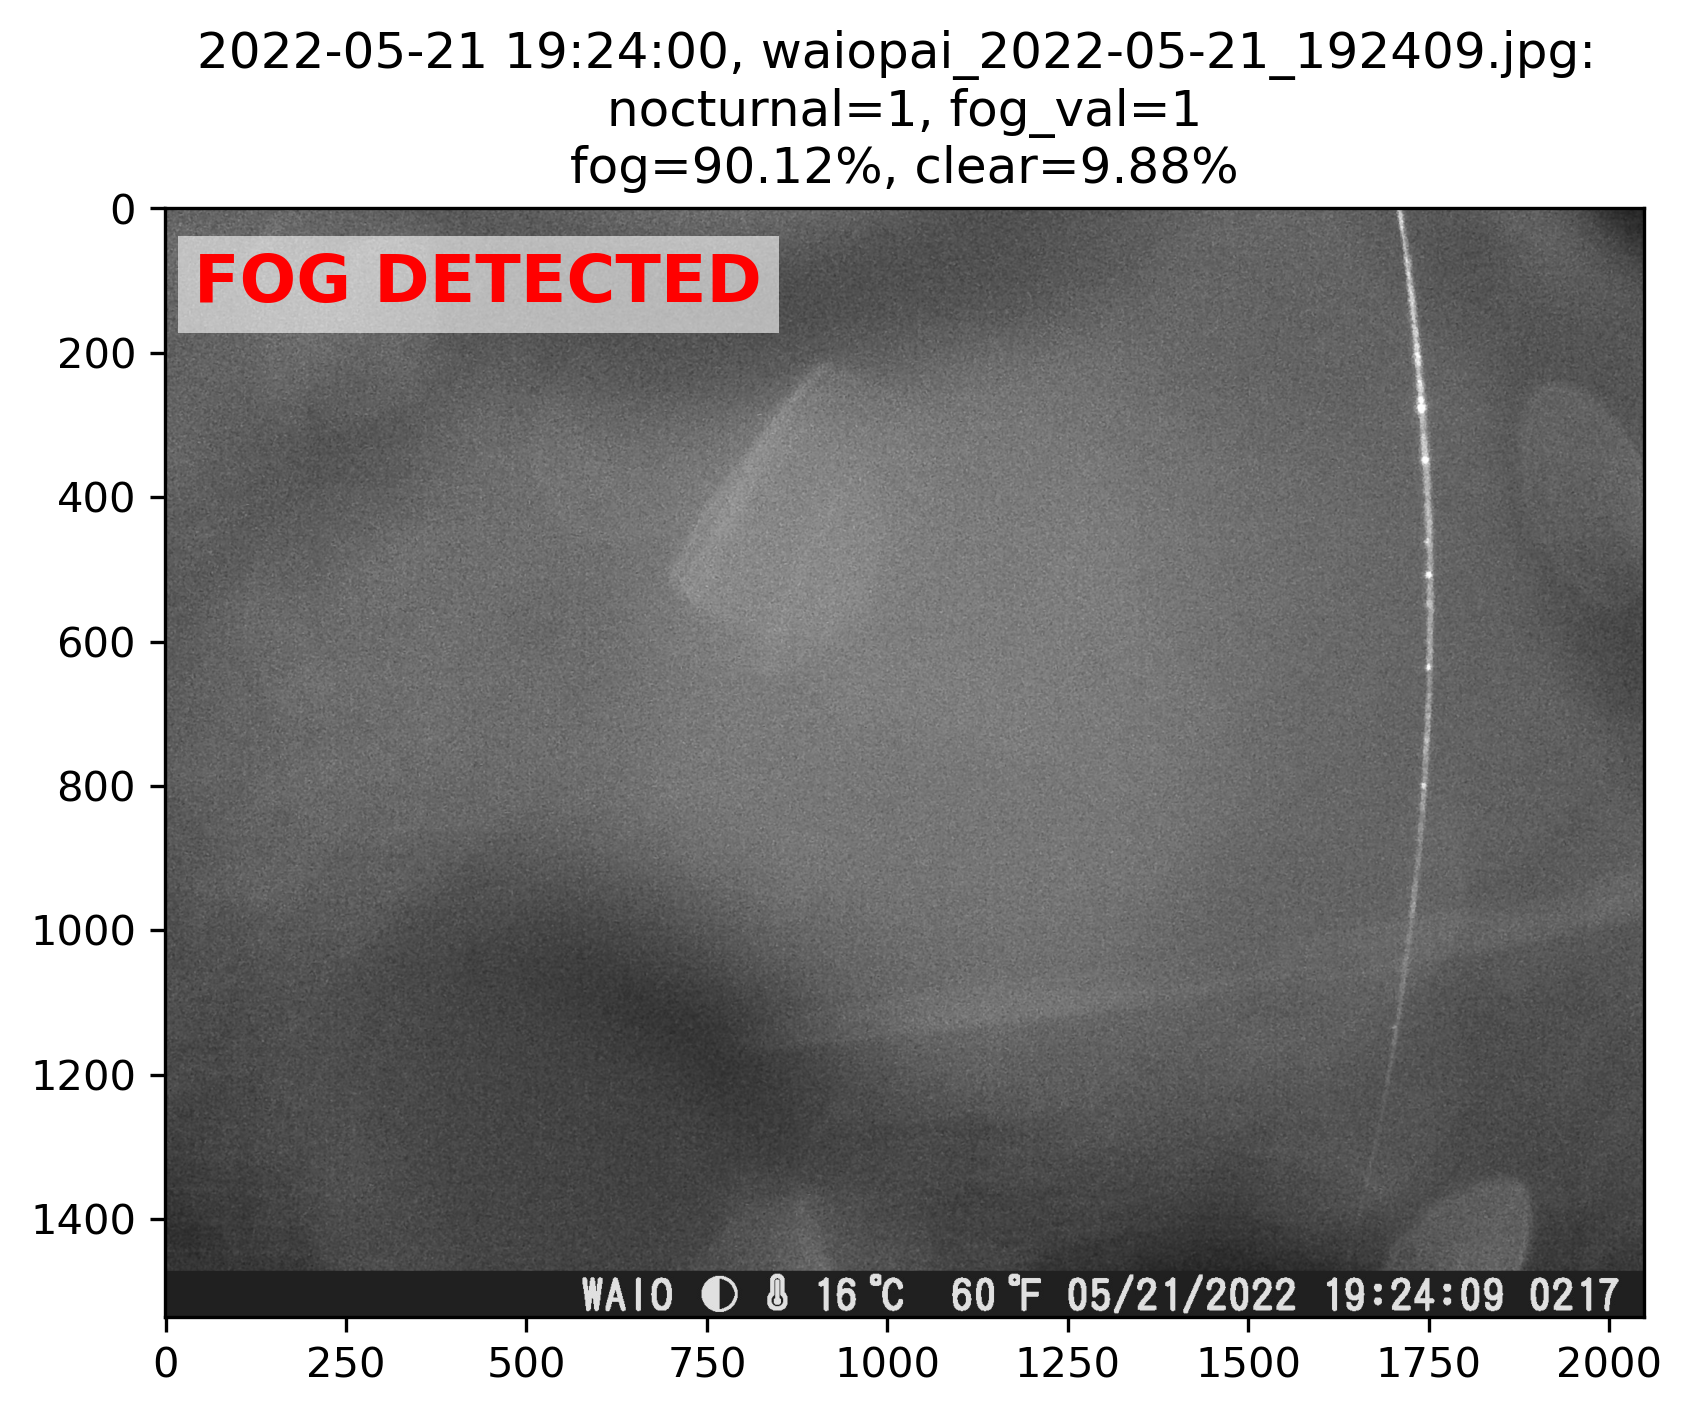 2022-05-21 19:24:00, waiopai_2022-05-21_192409.jpg:
nocturnal=1, fog_val=1
fog=90.12%, clear=9.88%
FOG DETECTED
0
200
400
600
800
1000
1200
1400
WAIO 16°C 60°F 05/21/2022 19:24:09 0217
0 250 500 750 1000 1250 1500 1750 2000